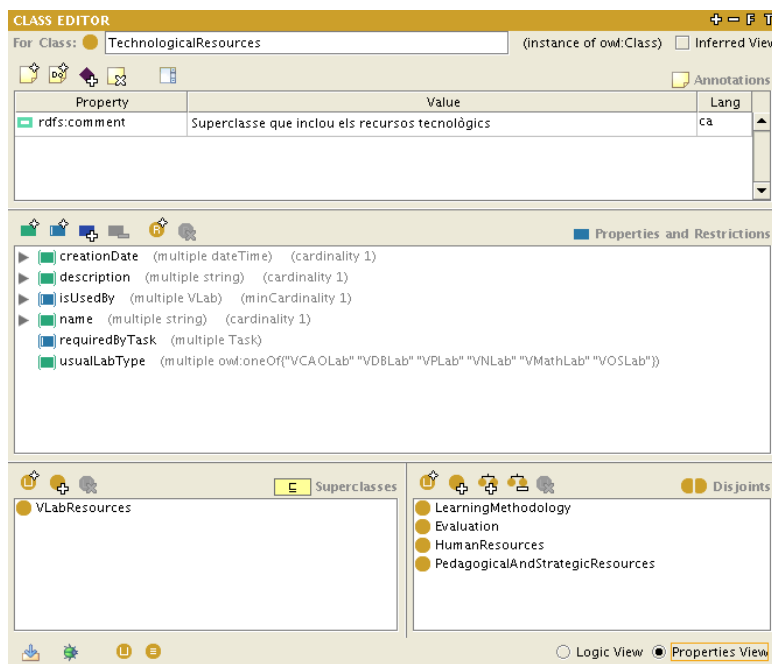 CLASS EDITOR
+ − F T
For Class: TechnologicalResources (instance of owl:Class) Inferred View
Annotations
Property Value Lang
rdfs:comment Superclasse que inclou els recursos tecnològics ca
Properties and Restrictions
creationDate (multiple dateTime) (cardinality 1)
description (multiple string) (cardinality 1)
isUsedBy (multiple VLab) (minCardinality 1)
name (multiple string) (cardinality 1)
requiredByTask (multiple Task)
usualLabType (multiple owl:oneOf{"VCAOLab" "VDBLab" "VPLab" "VNLab" "VMathLab" "VOSLab"})
⊑ Superclasses
VLabResources
Disjoints
LearningMethodology
Evaluation
HumanResources
PedagogicalAndStrategicResources
Logic View Properties View